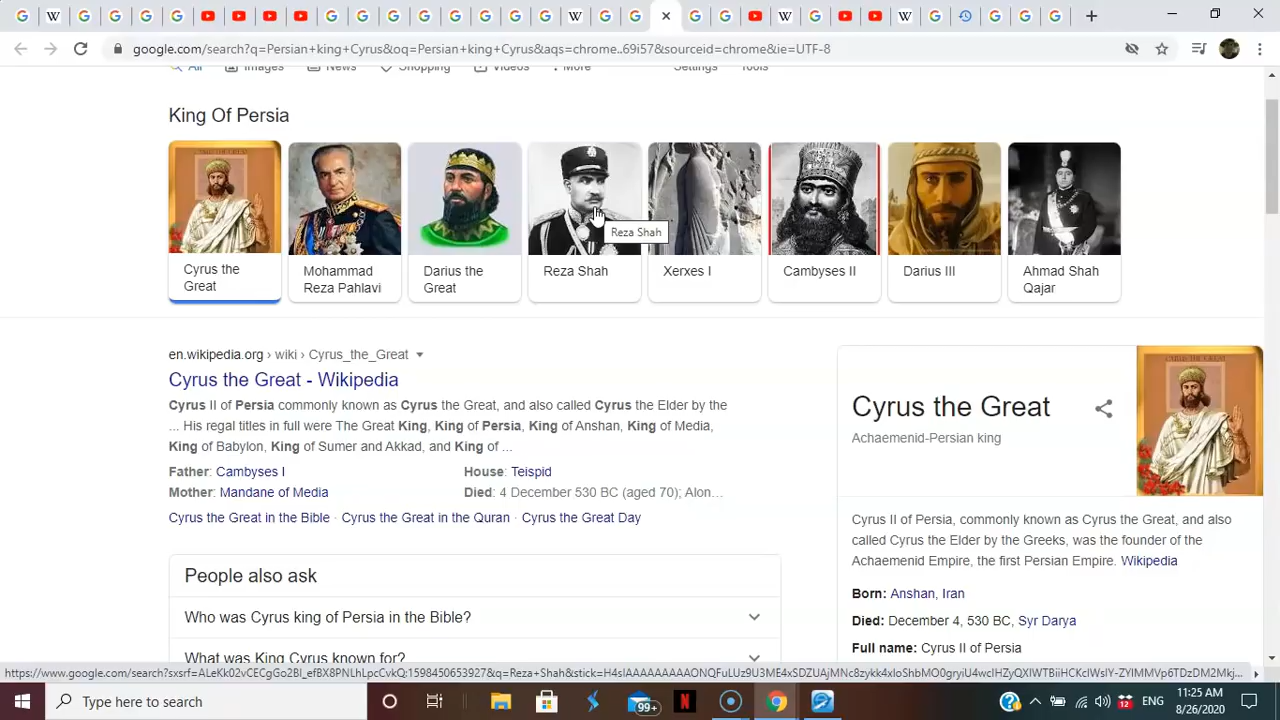 google.com/search?q=Persian+king+Cyrus&oq=Persian+king+Cyrus&aqs=chrome..69i57&sourceid=chrome&ie=UTF-8
All Images News Shopping Videos More Settings Tools
King Of Persia
Reza Shah
Cyrus the Great
Mohammad Reza Pahlavi
Darius the Great
Reza Shah
Xerxes I
Cambyses II
Darius III
Ahmad Shah Qajar
en.wikipedia.org › wiki › Cyrus_the_Great
Cyrus the Great - Wikipedia
Cyrus II of Persia commonly known as Cyrus the Great, and also called Cyrus the Elder by the
... His regal titles in full were The Great King, King of Persia, King of Anshan, King of Media,
King of Babylon, King of Sumer and Akkad, and King of ...
Father: Cambyses I House: Teispid
Mother: Mandane of Media Died: 4 December 530 BC (aged 70); Alon...
Cyrus the Great in the Bible · Cyrus the Great in the Quran · Cyrus the Great Day
People also ask
Who was Cyrus king of Persia in the Bible?
What was King Cyrus known for?
Cyrus the Great
Achaemenid-Persian king
Cyrus II of Persia, commonly known as Cyrus the Great, and also
called Cyrus the Elder by the Greeks, was the founder of the
Achaemenid Empire, the first Persian Empire. Wikipedia
Born: Anshan, Iran
Died: December 4, 530 BC, Syr Darya
Full name: Cyrus II of Persia
Type here to search
99+
12
ENG
11:25 AM
8/26/2020